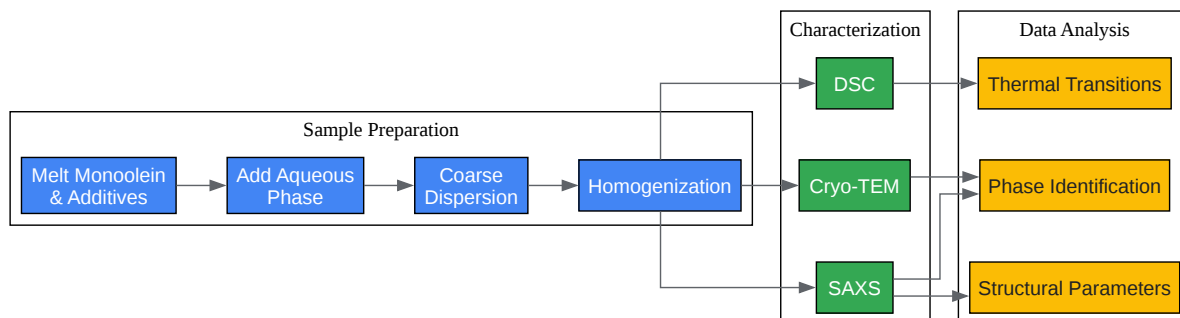 Sample Preparation
Melt Monoolein
& Additives
Add Aqueous
Phase
Coarse
Dispersion
Homogenization
Characterization
DSC
Cryo-TEM
SAXS
Data Analysis
Thermal Transitions
Phase Identification
Structural Parameters